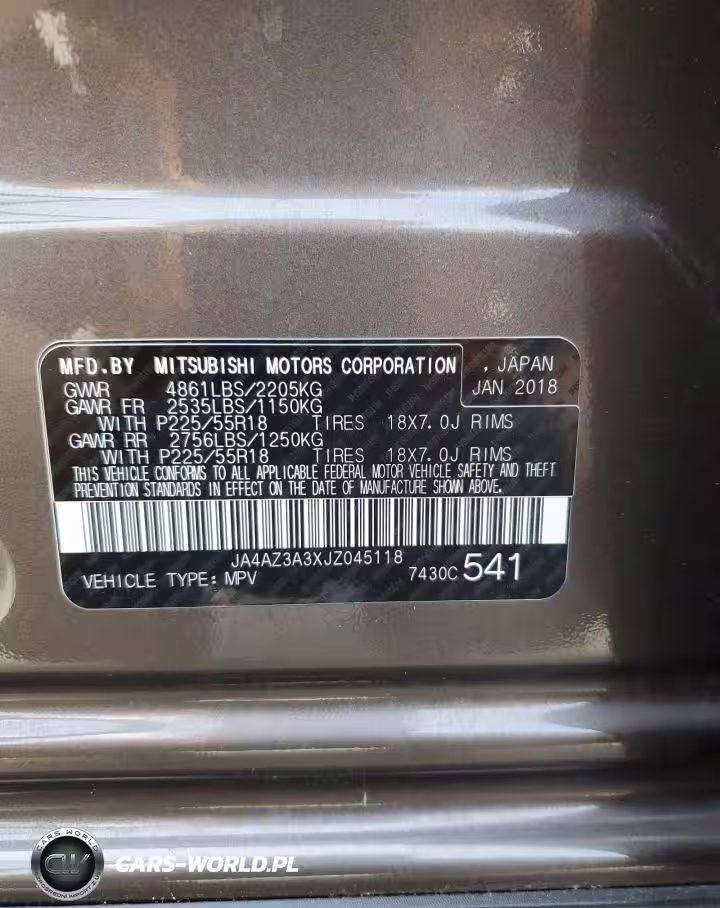 MFD.BY MITSUBISHI MOTORS CORPORATION , JAPAN
GVWR 4861LBS/2205KG JAN 2018
GAWR FR 2535LBS/1150KG
WITH P225/55R18 TIRES 18X7.0J RIMS
GAWR RR 2756LBS/1250KG
WITH P225/55R18 TIRES 18X7.0J RIMS
THIS VEHICLE CONFORMS TO ALL APPLICABLE FEDERAL MOTOR VEHICLE SAFETY AND THEFT
PREVENTION STANDARDS IN EFFECT ON THE DATE OF MANUFACTURE SHOWN ABOVE.
JA4AZ3A3XJZ045118
VEHICLE TYPE: MPV 7430C 541
CARS-WORLD
CARS-WORLD.PL